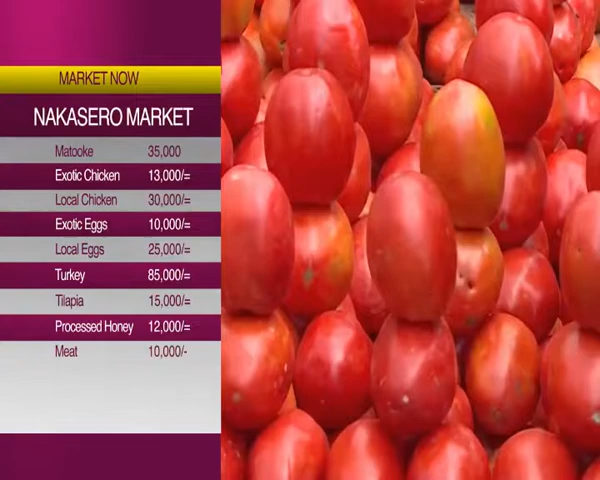 MARKET NOW
NAKASERO MARKET
Matooke 35,000
Exotic Chicken 13,000/=
Local Chicken 30,000/=
Exotic Eggs 10,000/=
Local Eggs 25,000/=
Turkey 85,000/=
Tilapia 15,000/=
Processed Honey 12,000/=
Meat 10,000/-